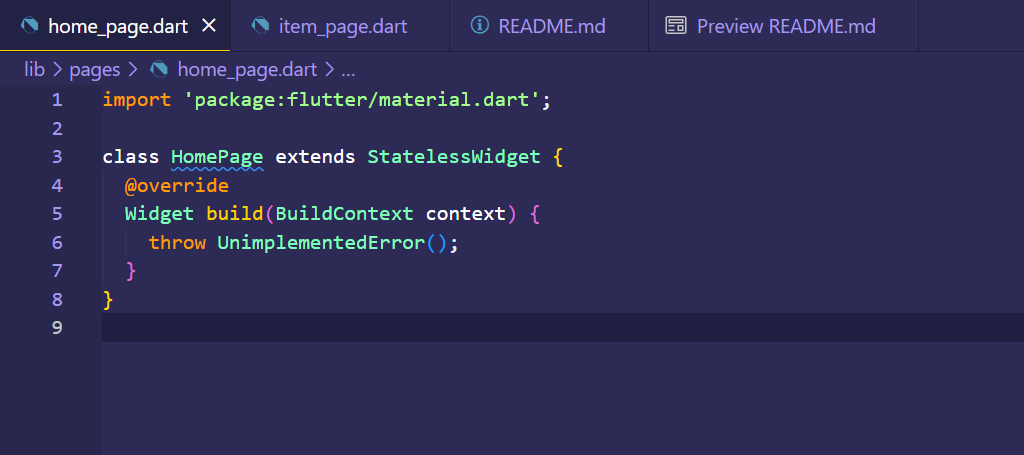 home_page.dart × item_page.dart README.md Preview README.md
lib > pages > home_page.dart > ...
1 import 'package:flutter/material.dart';
2
3 class HomePage extends StatelessWidget {
4   @override
5   Widget build(BuildContext context) {
6     throw UnimplementedError();
7   }
8 }
9